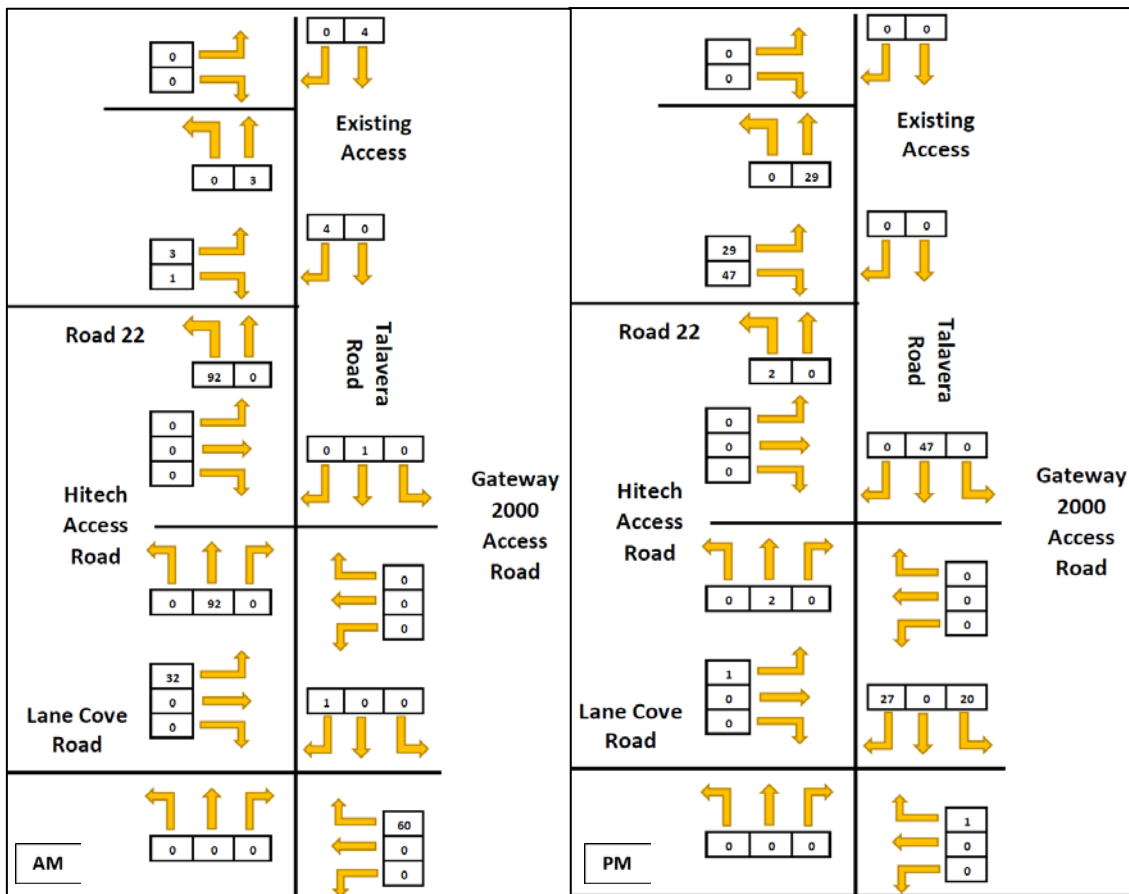 0 4
0
0
Existing
Access
0 3
4 0
3
1
Road 22
Talavera
Road
92 0
0
0
0
0 1 0
Hitech
Access
Road
Gateway
2000
Access
Road
0 92 0
0
0
0
32
0
0
1 0 0
Lane Cove
Road
60
0
0
0 0 0
AM
0 0
0
0
Existing
Access
0 29
0 0
29
47
Road 22
Talavera
Road
2 0
0
0
0
0 47 0
Hitech
Access
Road
Gateway
2000
Access
Road
0 2 0
0
0
0
1
0
0
27 0 20
Lane Cove
Road
1
0
0
0 0 0
PM